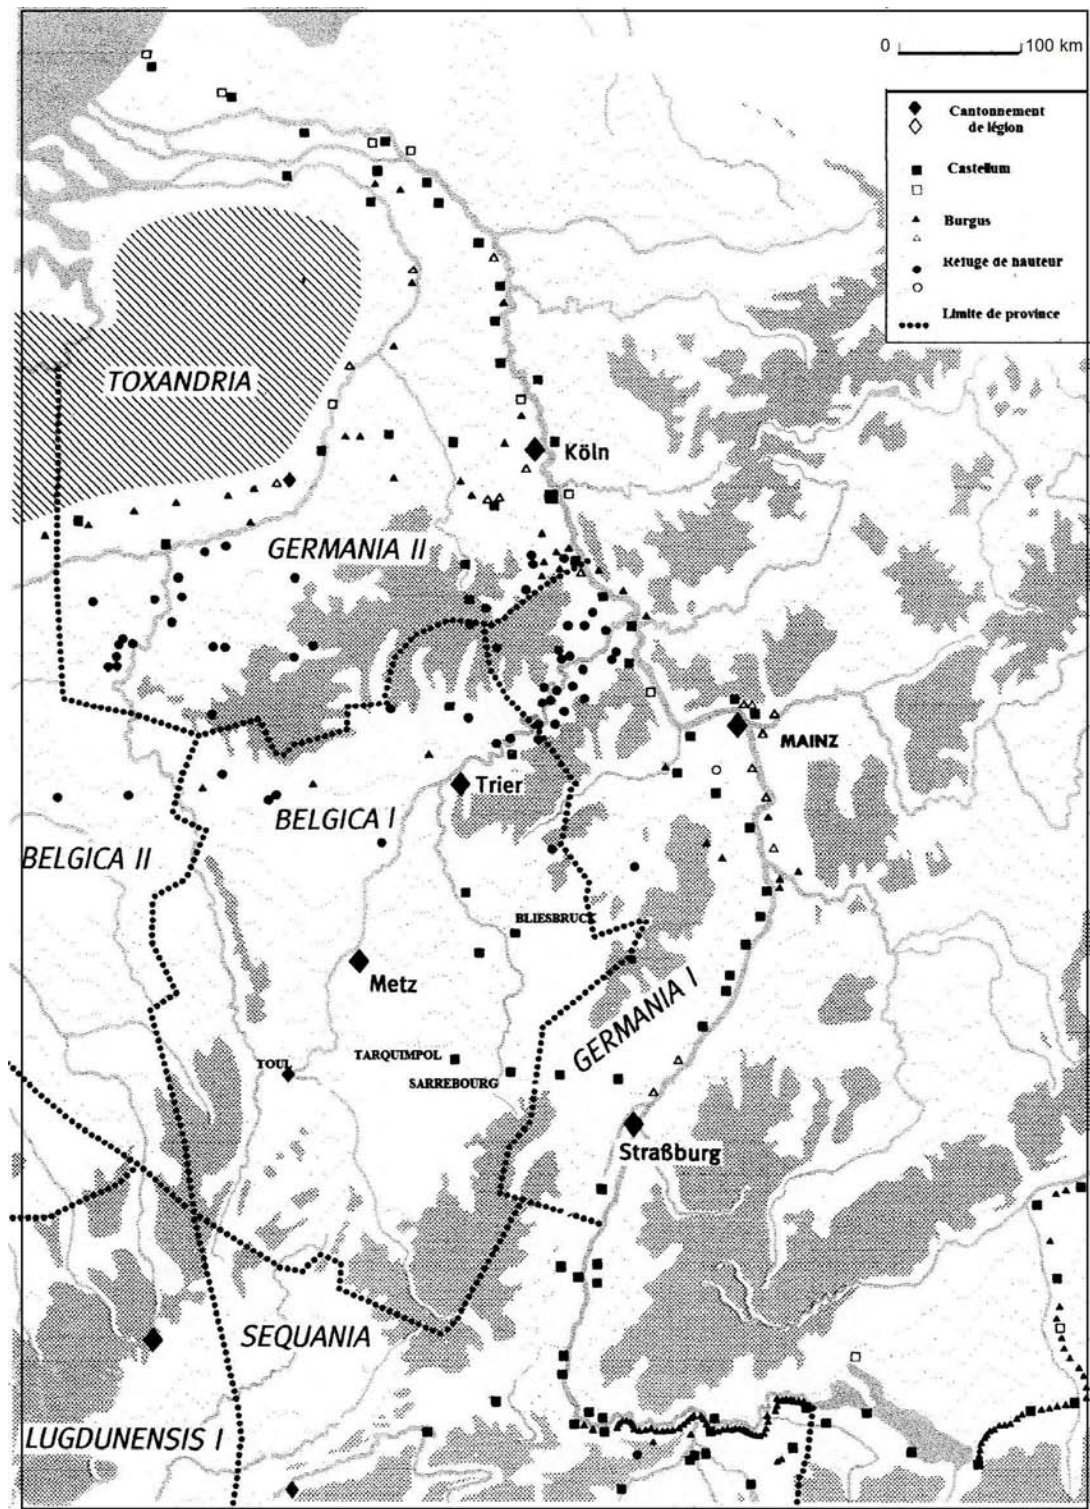 0 100 km
Cantonnement
de légion
Castellum
Burgus
Refuge de hauteur
Limite de province
TOXANDRIA
Köln
GERMANIA II
MAINZ
Trier
BELGICA I
BELGICA II
BLIESBRUCK
Metz
GERMANIA I
TARQUIMPOL
TOUL
SARREBOURG
Straßburg
SEQUANIA
LUGDUNENSIS I